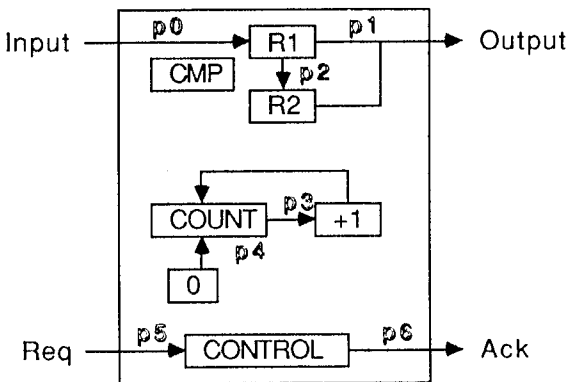 p0 p1
Input R1 Output
CMP p2
R2
COUNT p3 +1
p4
0
p5 p6
Req CONTROL Ack